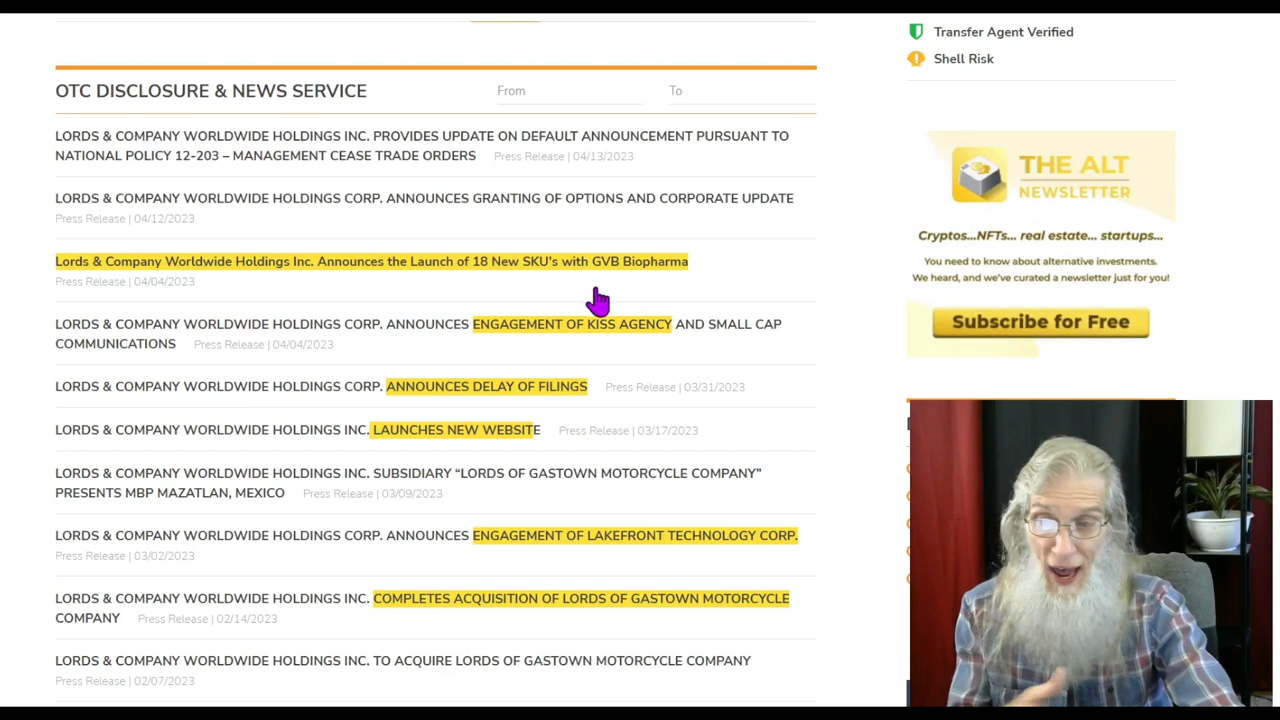 Transfer Agent Verified
Shell Risk
OTC DISCLOSURE & NEWS SERVICE From To
LORDS & COMPANY WORLDWIDE HOLDINGS INC. PROVIDES UPDATE ON DEFAULT ANNOUNCEMENT PURSUANT TO
NATIONAL POLICY 12-203 – MANAGEMENT CEASE TRADE ORDERS Press Release | 04/13/2023
LORDS & COMPANY WORLDWIDE HOLDINGS CORP. ANNOUNCES GRANTING OF OPTIONS AND CORPORATE UPDATE
Press Release | 04/12/2023
Lords & Company Worldwide Holdings Inc. Announces the Launch of 18 New SKU's with GVB Biopharma
Press Release | 04/04/2023
LORDS & COMPANY WORLDWIDE HOLDINGS CORP. ANNOUNCES ENGAGEMENT OF KISS AGENCY AND SMALL CAP
COMMUNICATIONS Press Release | 04/04/2023
LORDS & COMPANY WORLDWIDE HOLDINGS CORP. ANNOUNCES DELAY OF FILINGS Press Release | 03/31/2023
LORDS & COMPANY WORLDWIDE HOLDINGS INC. LAUNCHES NEW WEBSITE Press Release | 03/17/2023
LORDS & COMPANY WORLDWIDE HOLDINGS INC. SUBSIDIARY “LORDS OF GASTOWN MOTORCYCLE COMPANY”
PRESENTS MBP MAZATLAN, MEXICO Press Release | 03/09/2023
LORDS & COMPANY WORLDWIDE HOLDINGS CORP. ANNOUNCES ENGAGEMENT OF LAKEFRONT TECHNOLOGY CORP.
Press Release | 03/02/2023
LORDS & COMPANY WORLDWIDE HOLDINGS INC. COMPLETES ACQUISITION OF LORDS OF GASTOWN MOTORCYCLE
COMPANY Press Release | 02/14/2023
LORDS & COMPANY WORLDWIDE HOLDINGS INC. TO ACQUIRE LORDS OF GASTOWN MOTORCYCLE COMPANY
Press Release | 02/07/2023
THE ALT
NEWSLETTER
Cryptos...NFTs... real estate... startups...
You need to know about alternative investments.
We heard, and we've curated a newsletter just for you!
Subscribe for Free